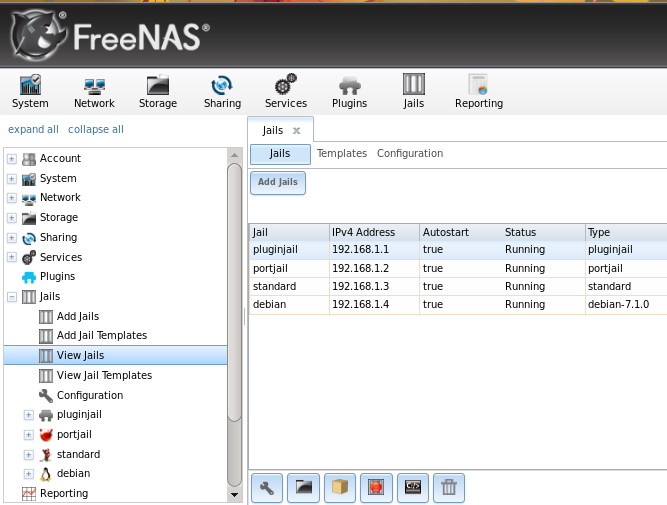 FreeNAS®
System Network Storage Sharing Services Plugins Jails Reporting
expand all collapse all
Account
System
Network
Storage
Sharing
Services
Plugins
Jails
Add Jails
Add Jail Templates
View Jails
View Jail Templates
Configuration
pluginjail
portjail
standard
debian
Reporting
Jails x
Jails Templates Configuration
Add Jails
Jail IPv4 Address Autostart Status Type
pluginjail 192.168.1.1 true Running pluginjail
portjail 192.168.1.2 true Running portjail
standard 192.168.1.3 true Running standard
debian 192.168.1.4 true Running debian-7.1.0